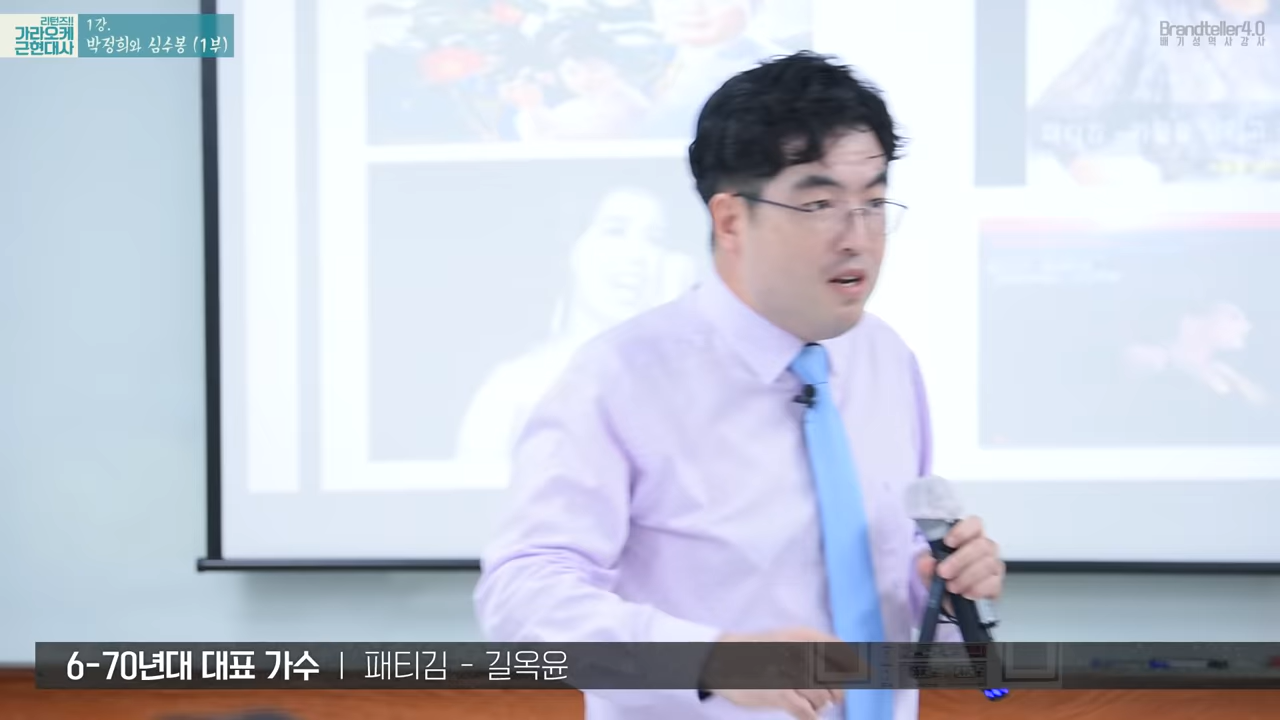 리턴즈!!
가라오케
근현대사
1강.
박정희와 심수봉 (1부)
Brandteller4.0
배기성역사강사
6-70년대 대표 가수 | 패티김 - 길옥윤